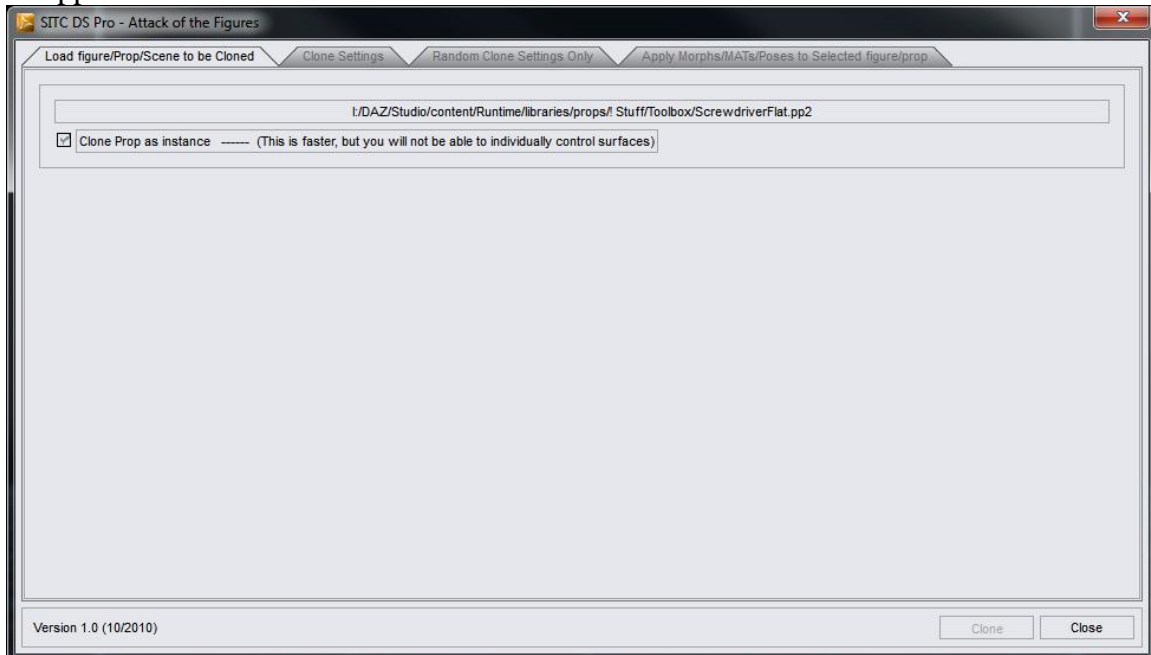 SITC DS Pro - Attack of the Figures
Load figure/Prop/Scene to be Cloned
Clone Settings
Random Clone Settings Only
Apply Morphs/MATs/Poses to Selected figure/prop
I:/DAZ/Studio/content/Runtime/libraries/props/! Stuff/Toolbox/ScrewdriverFlat.pp2
Clone Prop as instance ------ (This is faster, but you will not be able to individually control surfaces)
Version 1.0 (10/2010)
Clone
Close